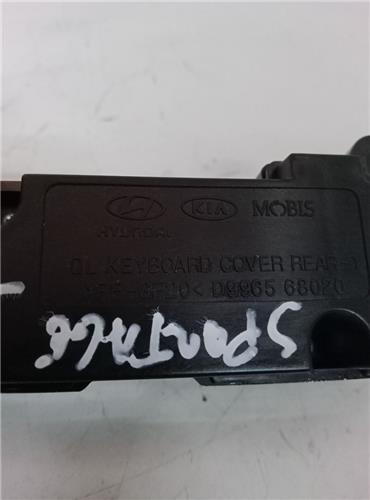 HYUNDAI KIA MOBIS
QL KEYBOARD COVER REAR-
D9965 68020
SPORTAGE